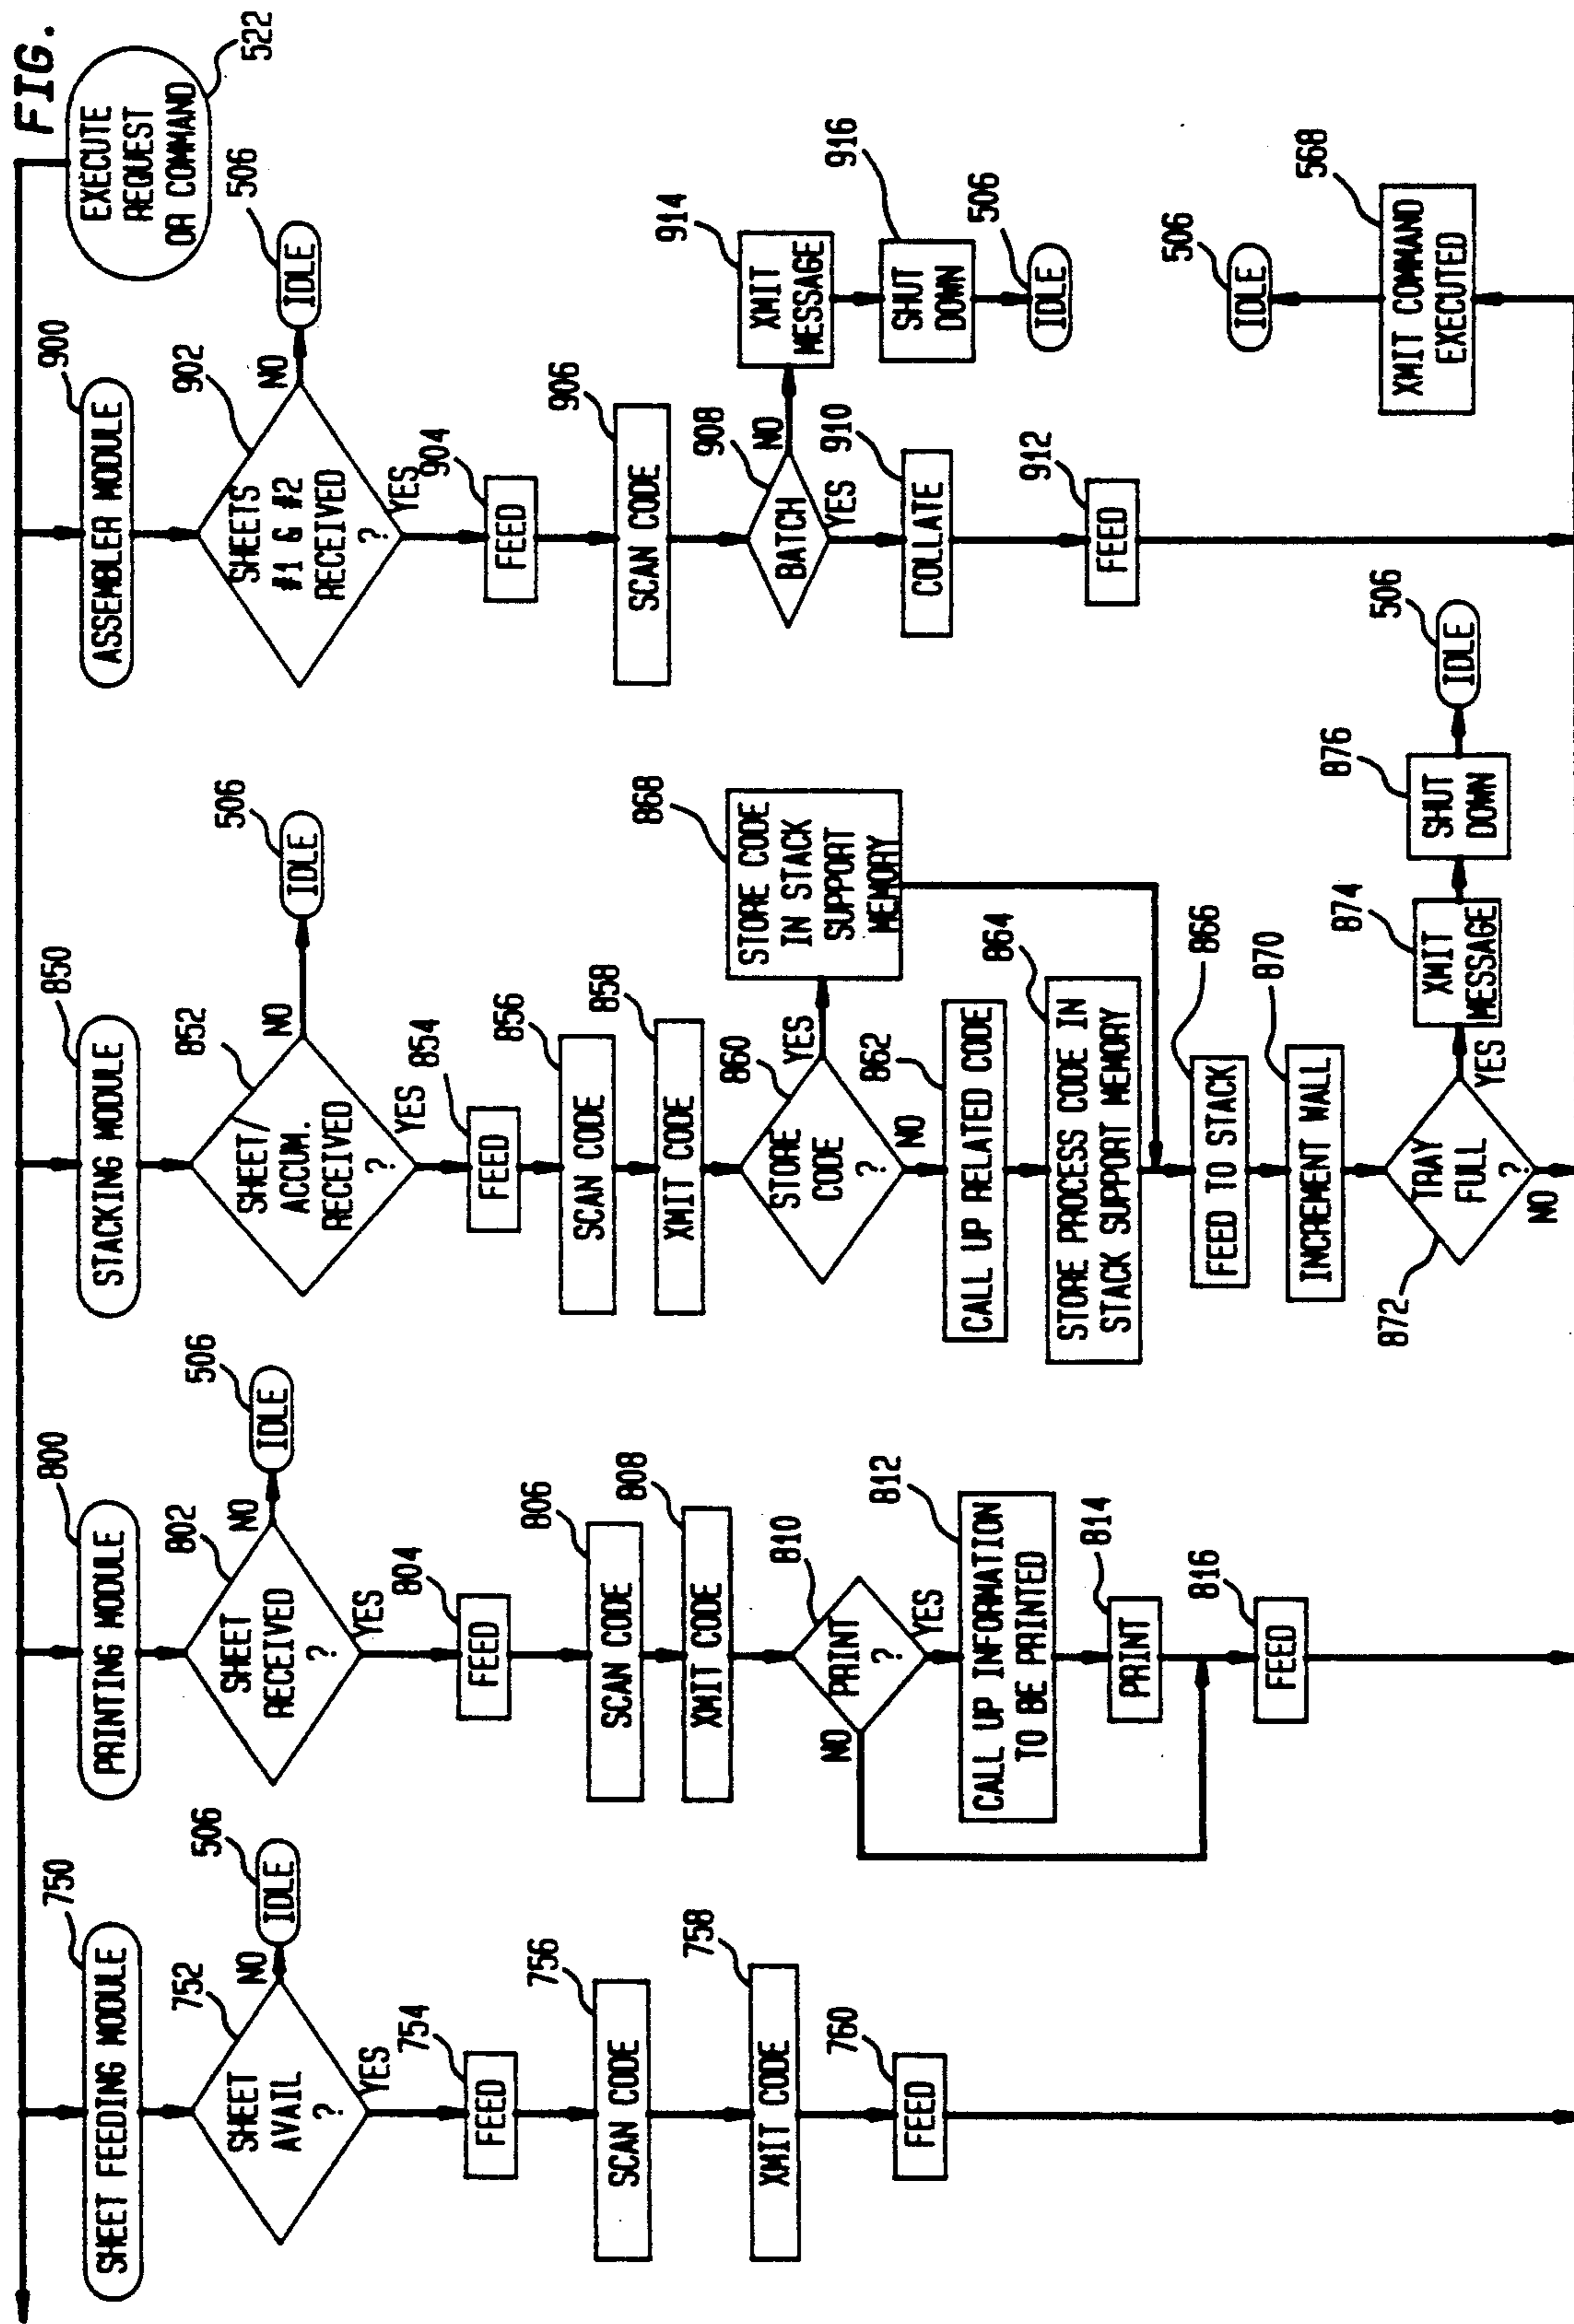 FIG.
EXECUTE
REQUEST
OR COMMAND
522
SHEET FEEDING MODULE
750
SHEET
AVAIL
?
752
NO
IDLE
506
YES
FEED
754
SCAN CODE
756
XMIT CODE
758
FEED
760
PRINTING MODULE
800
SHEET
RECEIVED
?
802
NO
IDLE
506
YES
FEED
804
SCAN CODE
806
XMIT CODE
808
PRINT
?
810
NO
YES
CALL UP INFORMATION
TO BE PRINTED
812
PRINT
814
FEED
816
STACKING MODULE
850
SHEET/
ACCUM.
RECEIVED
?
852
NO
IDLE
506
YES
FEED
854
SCAN CODE
856
XMIT CODE
858
STORE
CODE
?
860
YES
STORE CODE
IN STACK
SUPPORT
MEMORY
868
NO
CALL UP RELATED CODE
862
STORE PROCESS CODE IN
STACK SUPPORT MEMORY
864
FEED TO STACK
866
INCREMENT WALL
870
TRAY
FULL
?
872
YES
XMIT
MESSAGE
874
SHUT
DOWN
876
IDLE
506
NO
ASSEMBLER MODULE
900
SHEETS
#1 & #2
RECEIVED
?
902
NO
IDLE
506
YES
FEED
904
SCAN CODE
906
BATCH
908
NO
XMIT
MESSAGE
914
SHUT
DOWN
916
IDLE
506
YES
COLLATE
910
FEED
912
IDLE
506
XMIT COMMAND
EXECUTED
568